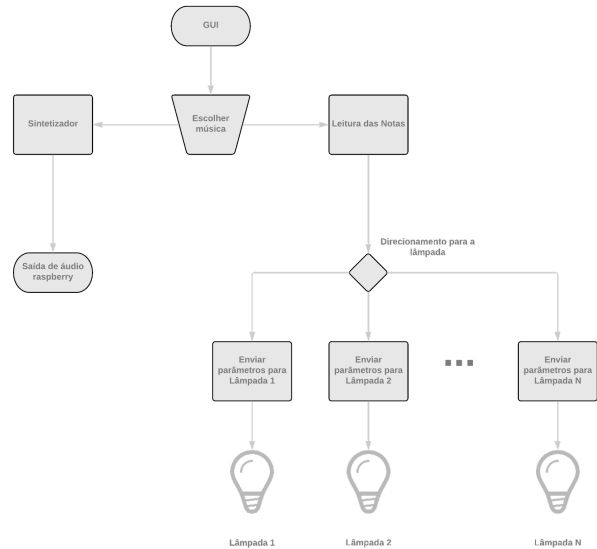 GUI
Sintetizador
Escolher
música
Leitura das Notas
Direcionamento para a
lâmpada
Saída de áudio
raspberry
Enviar
parâmetros para
Lâmpada 1
Enviar
parâmetros para
Lâmpada 2
...
Enviar
parâmetros para
Lâmpada N
Lâmpada 1
Lâmpada 2
Lâmpada N